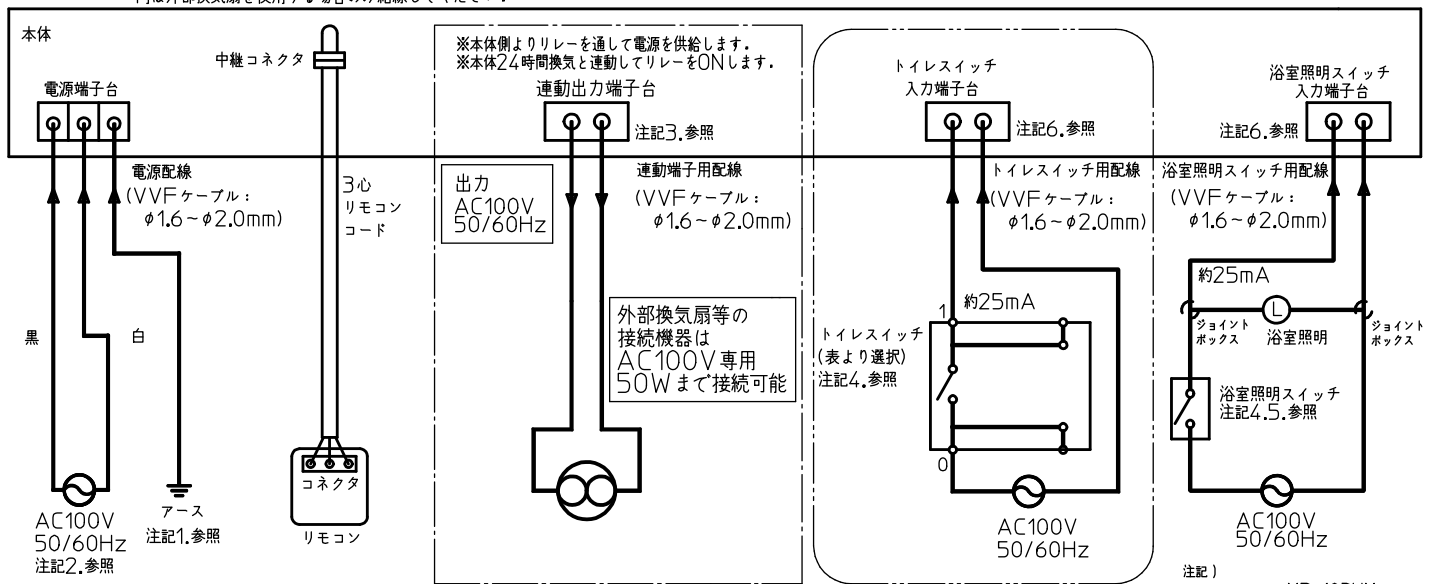 本体
中継コネクタ
※本体側よりリレーを通して電源を供給します。
※本体24時間換気と連動してリレーをONします。
電源端子台
連動出力端子台
注記3.参照
トイレスイッチ
入力端子台
注記6.参照
浴室照明スイッチ
入力端子台
注記6.参照
電源配線
(VVFケーブル:
φ1.6~φ2.0mm)
3心
リモコン
コード
出力
AC100V
50/60Hz
連動端子用配線
(VVFケーブル:
φ1.6~φ2.0mm)
トイレスイッチ用配線
(VVFケーブル:
φ1.6~φ2.0mm)
浴室照明スイッチ用配線
(VVFケーブル:
φ1.6~φ2.0mm)
黒
白
外部換気扇等の
接続機器は
AC100V専用
50Wまで接続可能
約25mA
1
トイレスイッチ
(表より選択)
注記4.参照
0
約25mA
L
ジョイント
ボックス
浴室照明
ジョイント
ボックス
浴室照明スイッチ
注記4.5.参照
AC100V
50/60Hz
注記2.参照
アース
注記1.参照
コネクタ
リモコン
AC100V
50/60Hz
AC100V
50/60Hz
注記)